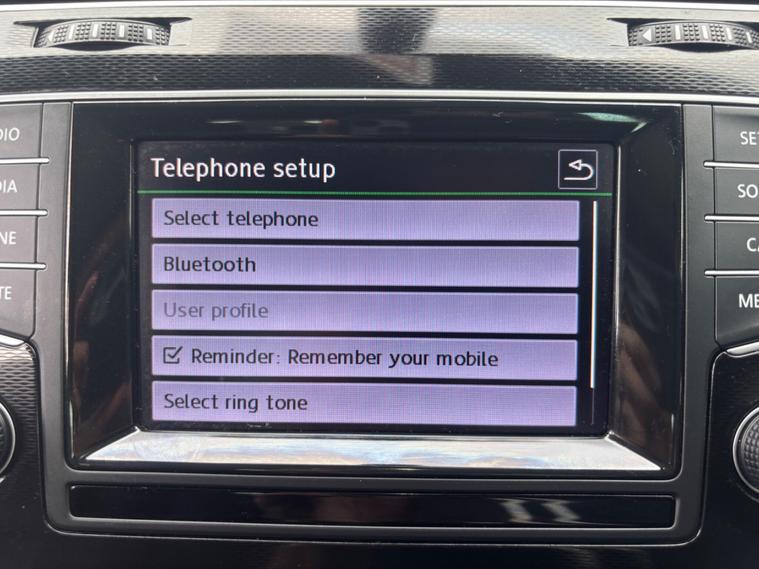 Telephone setup
Select telephone
Bluetooth
User profile
Reminder: Remember your mobile
Select ring tone